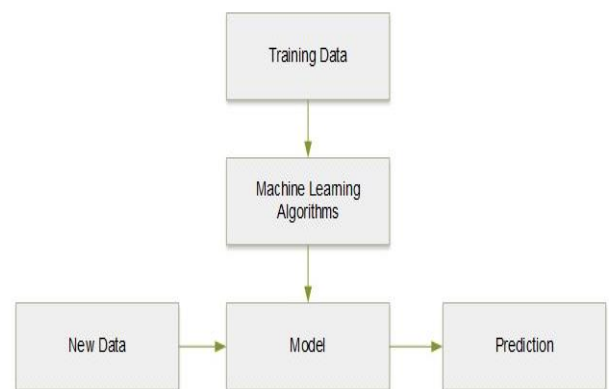 Training Data
Machine Learning
Algorithms
New Data
Model
Prediction